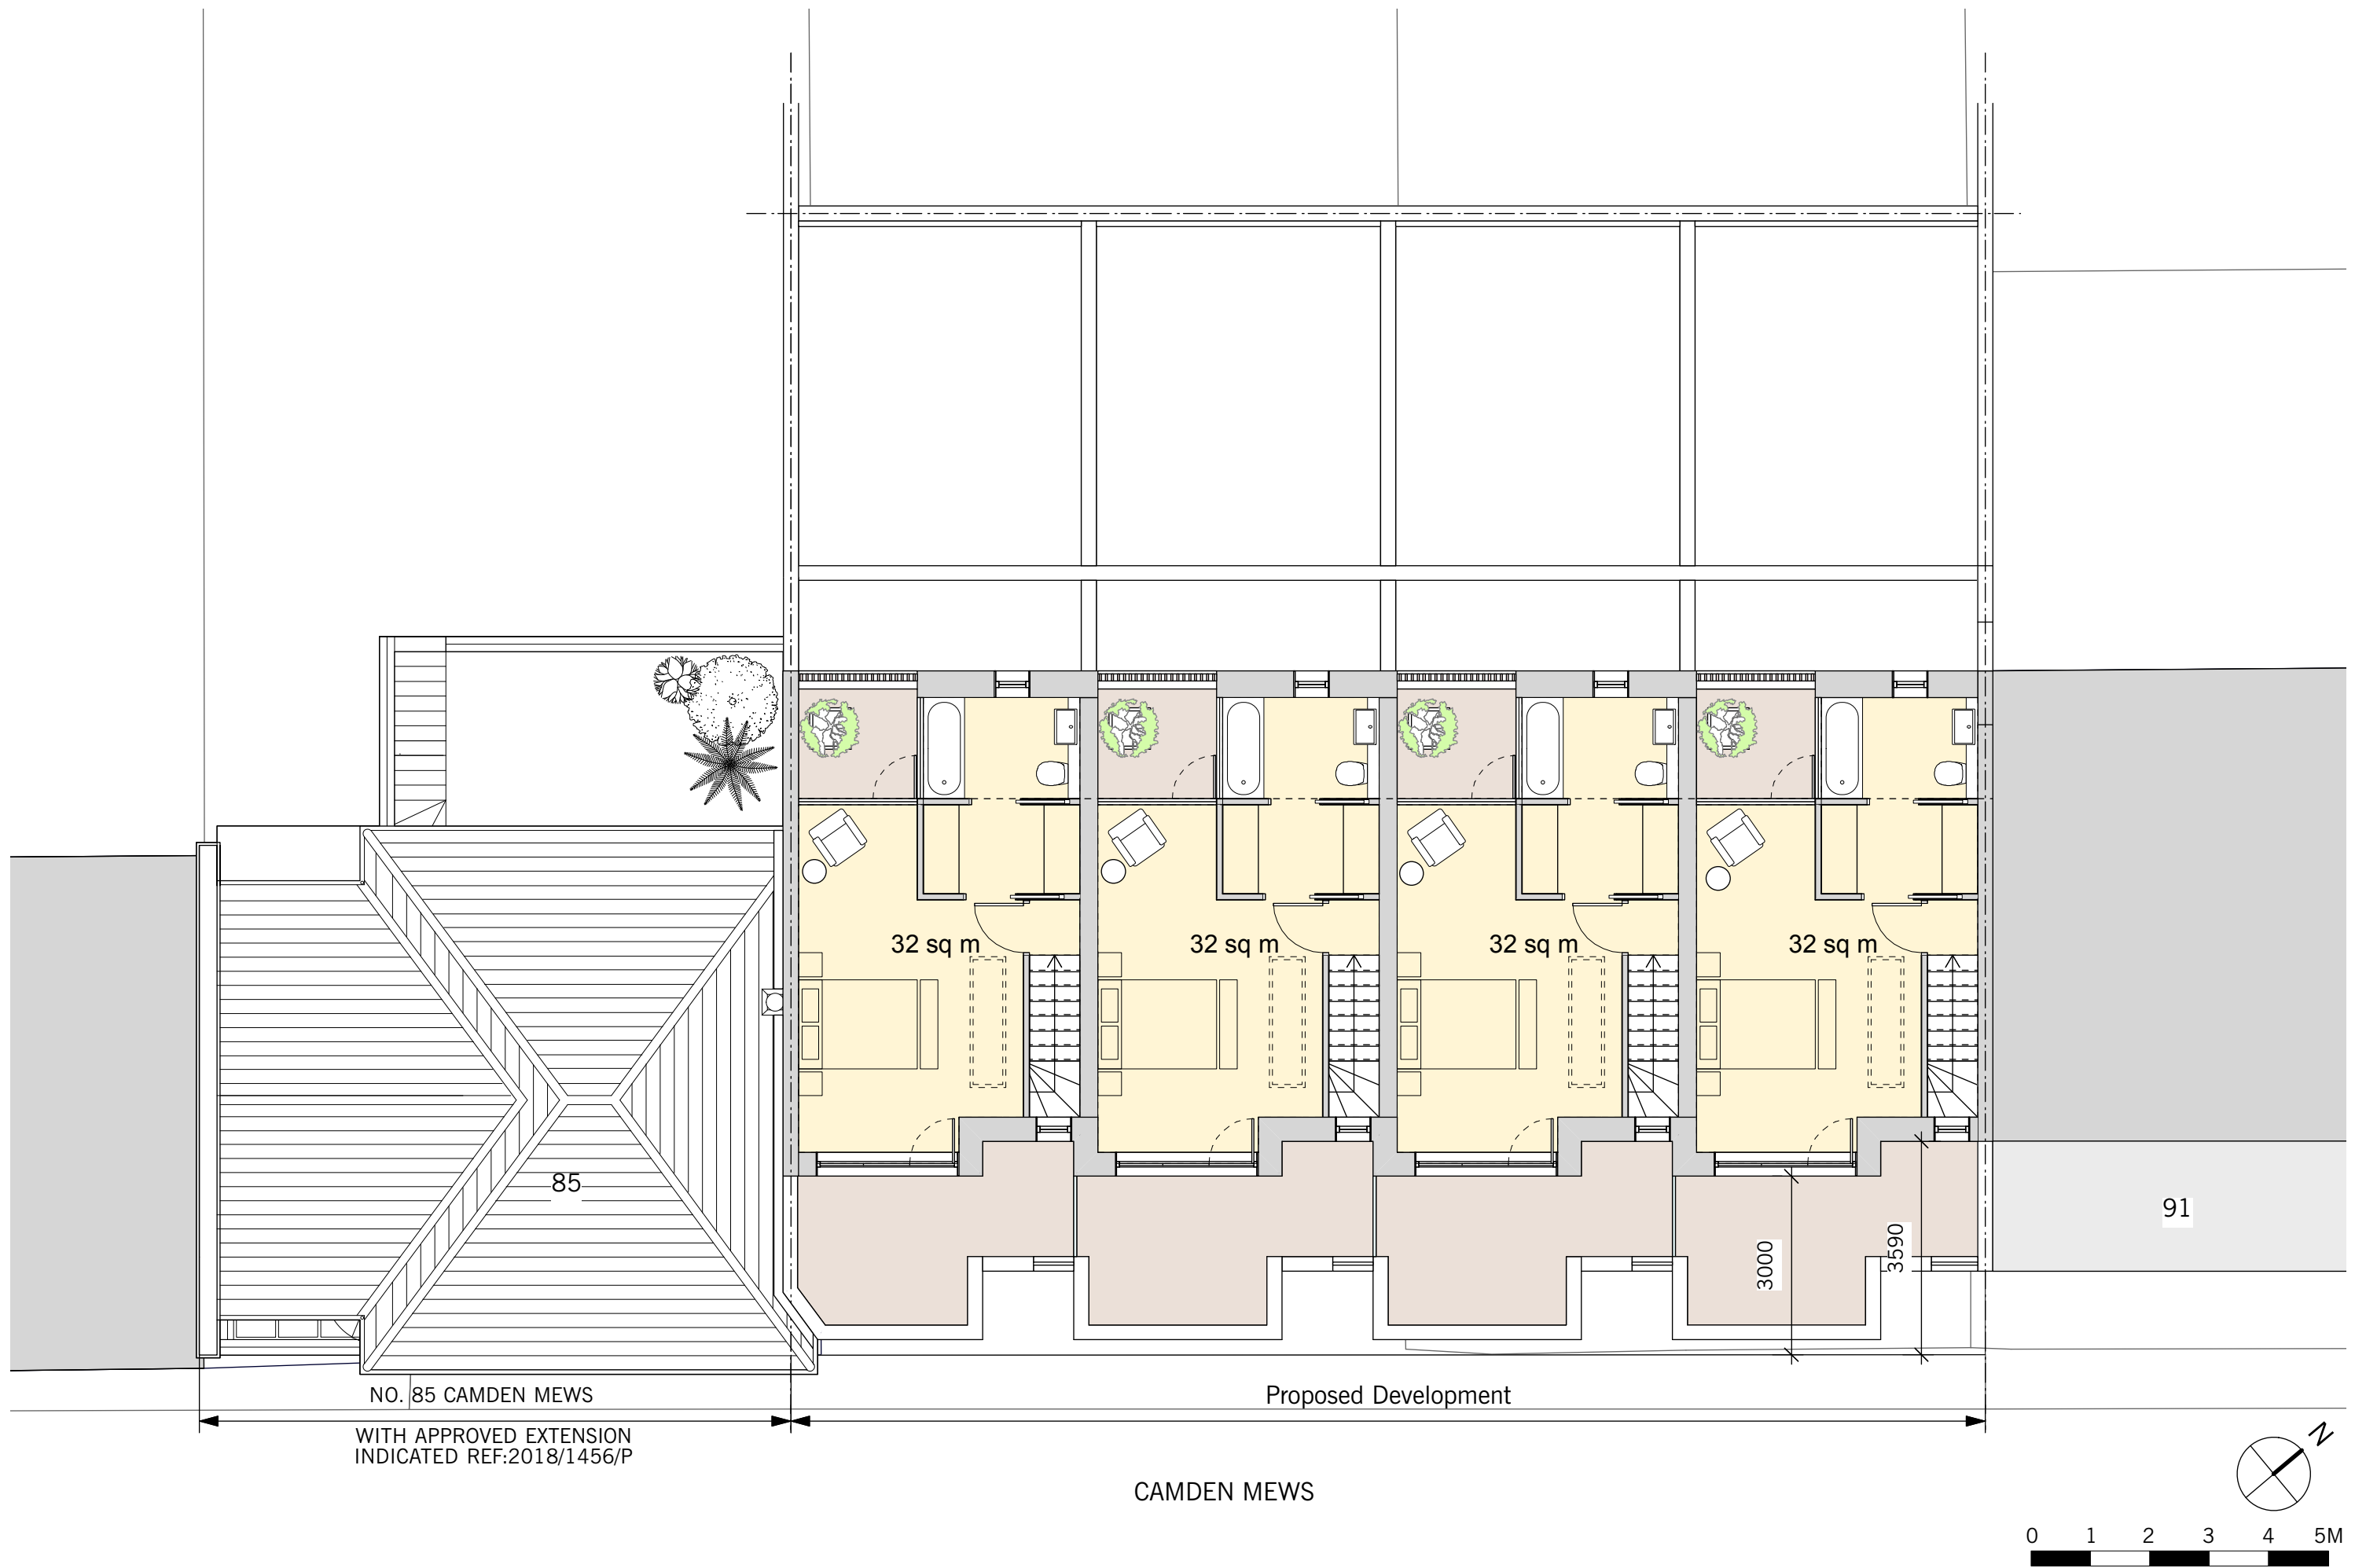 32 sq m
32 sq m
32 sq m
32 sq m
85
91
3000
3590
NO. 85 CAMDEN MEWS
Proposed Development
WITH APPROVED EXTENSION
INDICATED REF:2018/1456/P
CAMDEN MEWS
N
0 1 2 3 4 5M